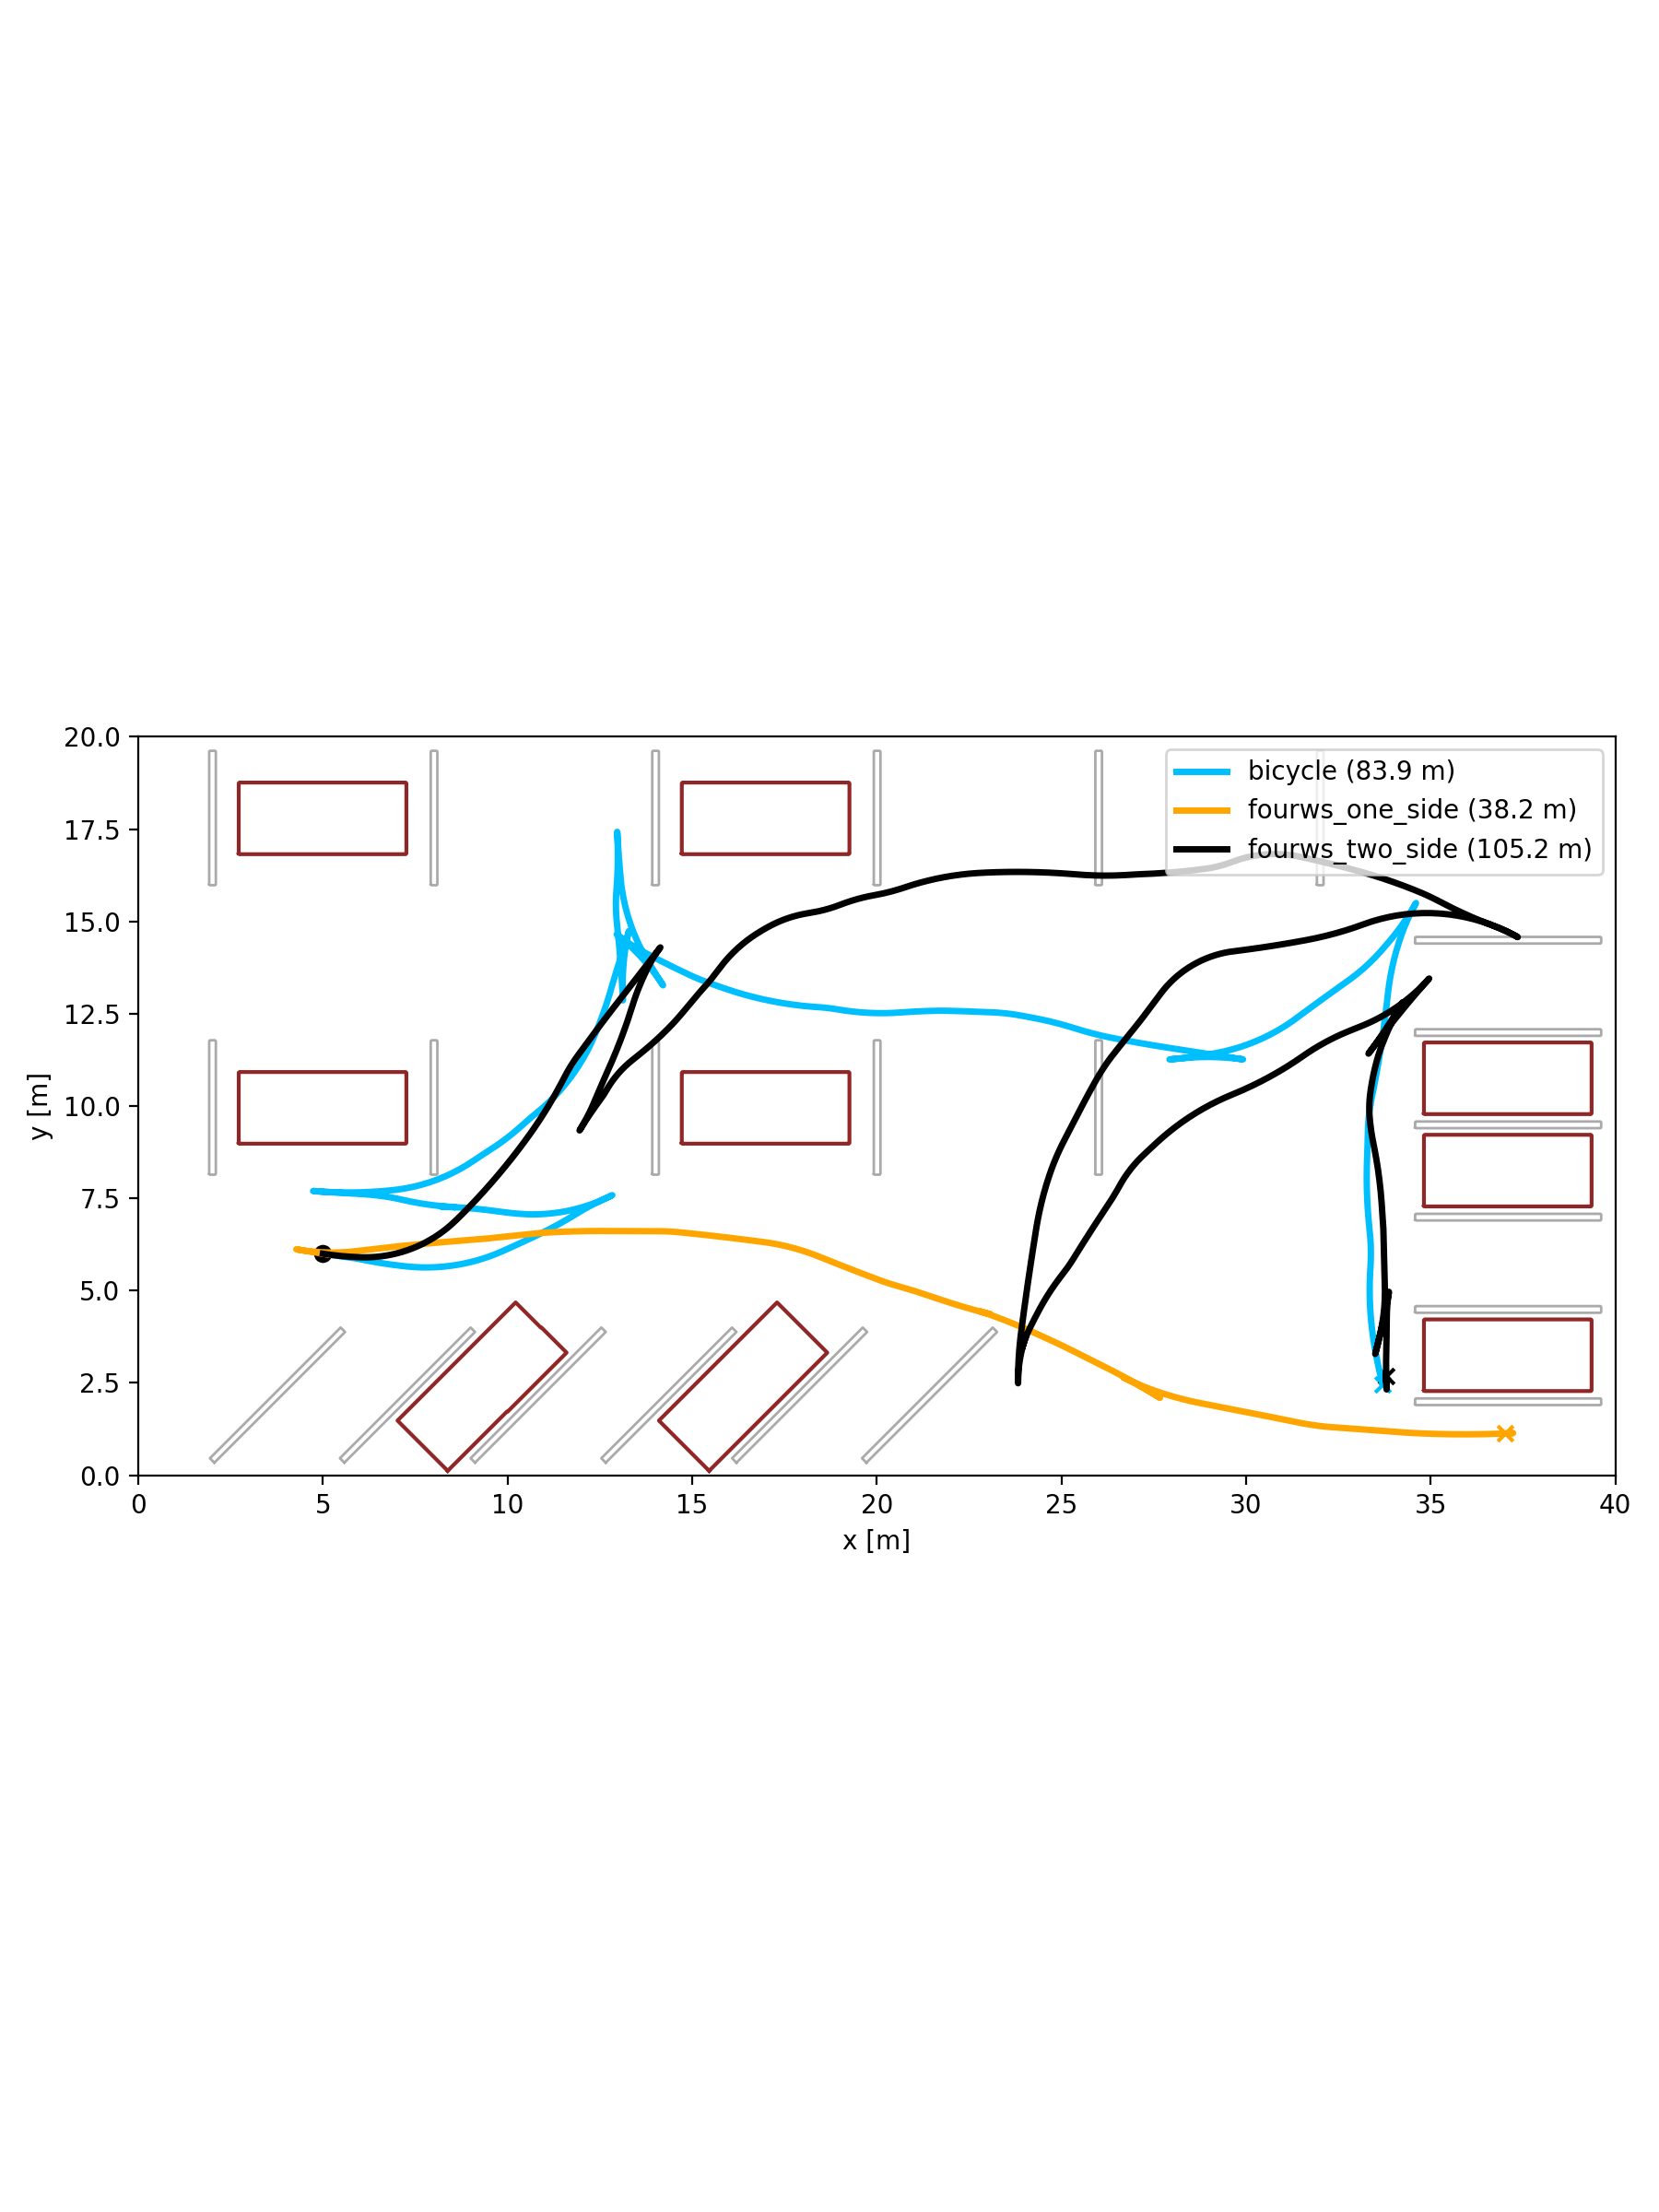 20.0
17.5
15.0
12.5
10.0
7.5
5.0
2.5
0.0
y [m]
bicycle (83.9 m)
fourws_one_side (38.2 m)
fourws_two_side (105.2 m)
0 5 10 15 20 25 30 35 40
x [m]